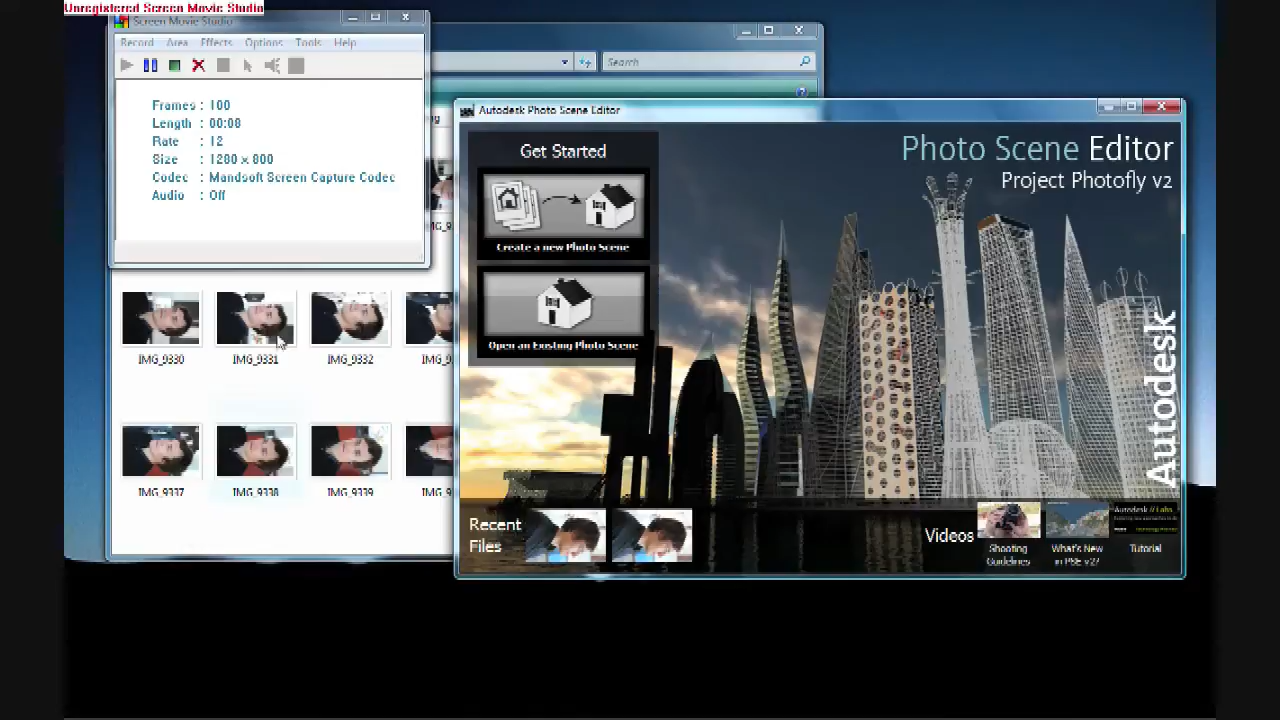 Unregistered Screen Movie Studio
Screen Movie Studio
Record Area Effects Options Tools Help
Frames : 100
Length : 00:08
Rate : 12
Size : 1280 x 800
Codec : Mandsoft Screen Capture Codec
Audio : Off
Search
IMG_9330
IMG_9331
IMG_9332
IMG_9337
IMG_9338
IMG_9339
Autodesk Photo Scene Editor
Get Started
Create a new Photo Scene
Open an Existing Photo Scene
Photo Scene Editor
Project Photofly v2
Autodesk
Recent
Files
Videos
Shooting
Guidelines
What's New
in PSE v2?
Autodesk // Labs
Tutorial